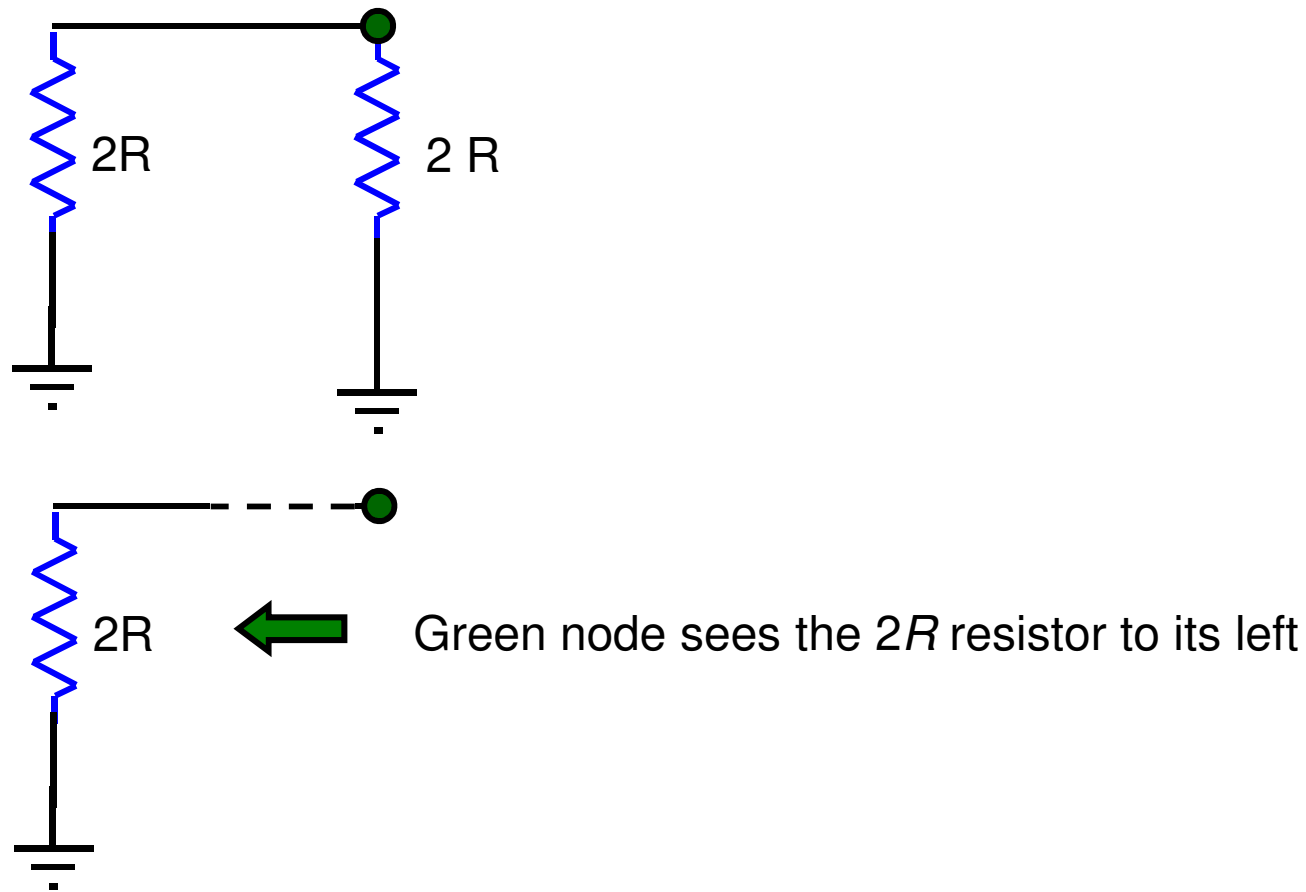 2R
2 R
2R
Green node sees the 2R resistor to its left